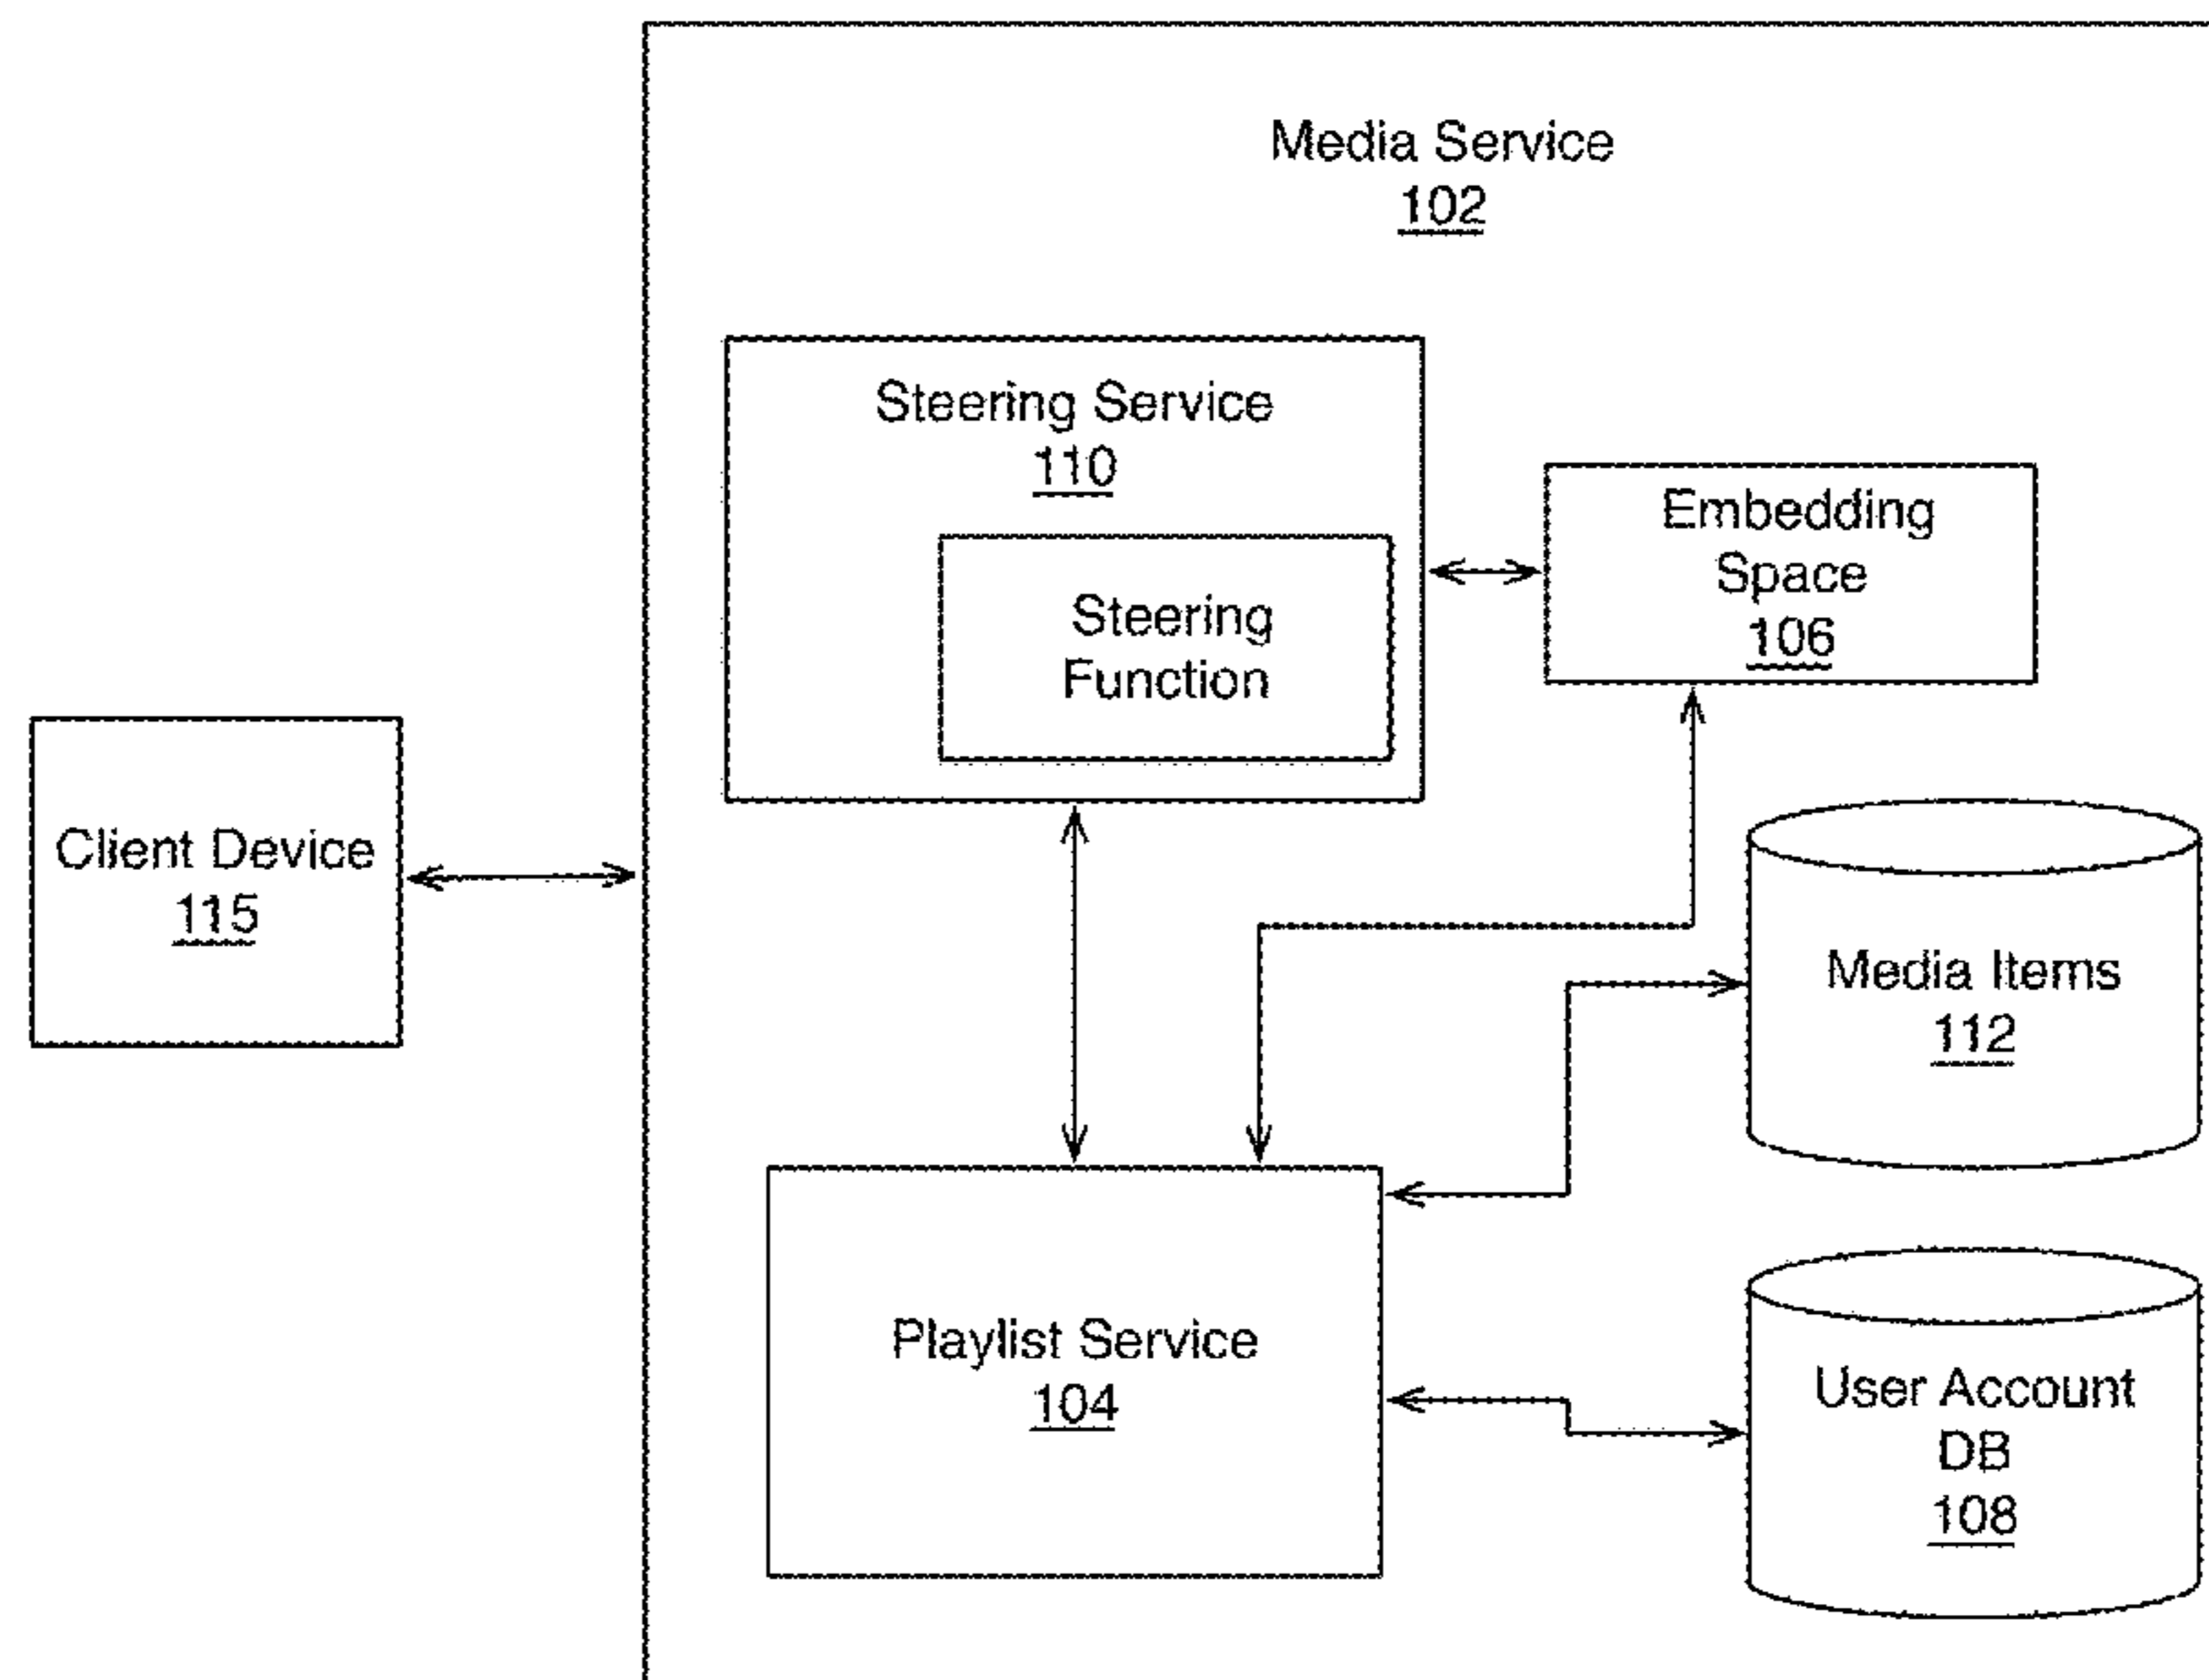 Media Service
102
Steering Service
110
Steering
Function
Embedding
Space
106
Client Device
115
Media Items
112
Playlist Service
104
User Account
DB
108